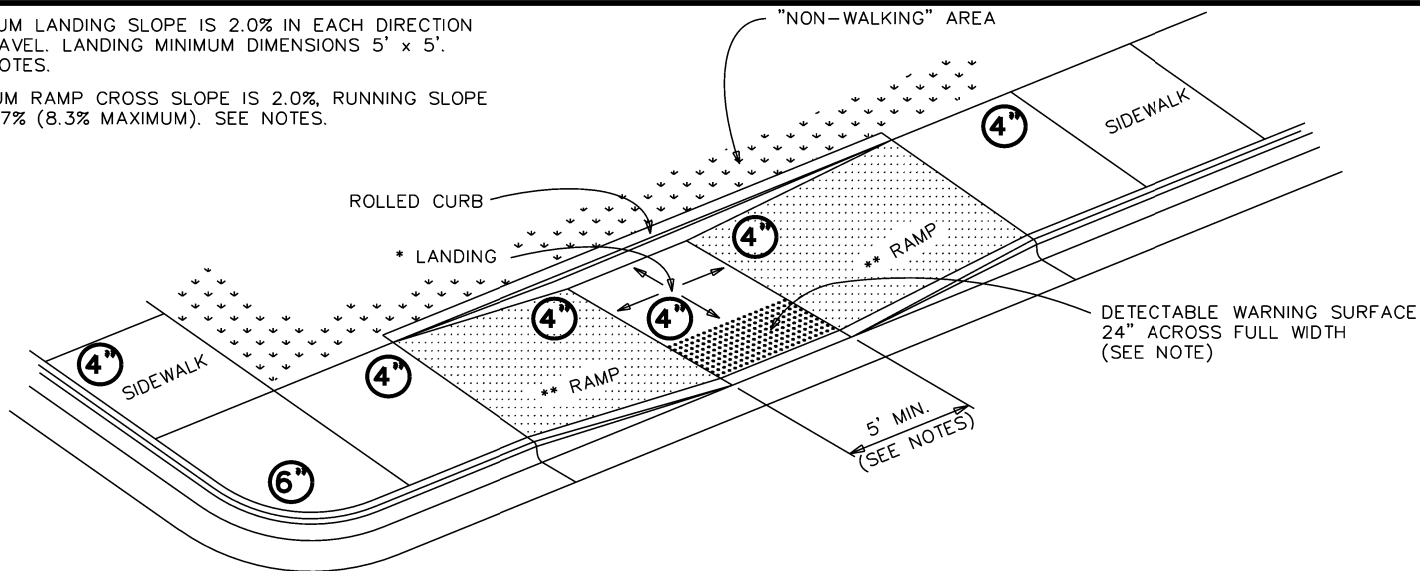 UM LANDING SLOPE IS 2.0% IN EACH DIRECTION
AVEL. LANDING MINIMUM DIMENSIONS 5' x 5'.
OTES.
UM RAMP CROSS SLOPE IS 2.0%, RUNNING SLOPE
7% (8.3% MAXIMUM). SEE NOTES.
"NON-WALKING" AREA
4"
SIDEWALK
ROLLED CURB
* LANDING
4"
** RAMP
4"
4"
DETECTABLE WARNING SURFACE
24" ACROSS FULL WIDTH
(SEE NOTE)
4"
SIDEWALK
4"
** RAMP
5' MIN.
(SEE NOTES)
6"